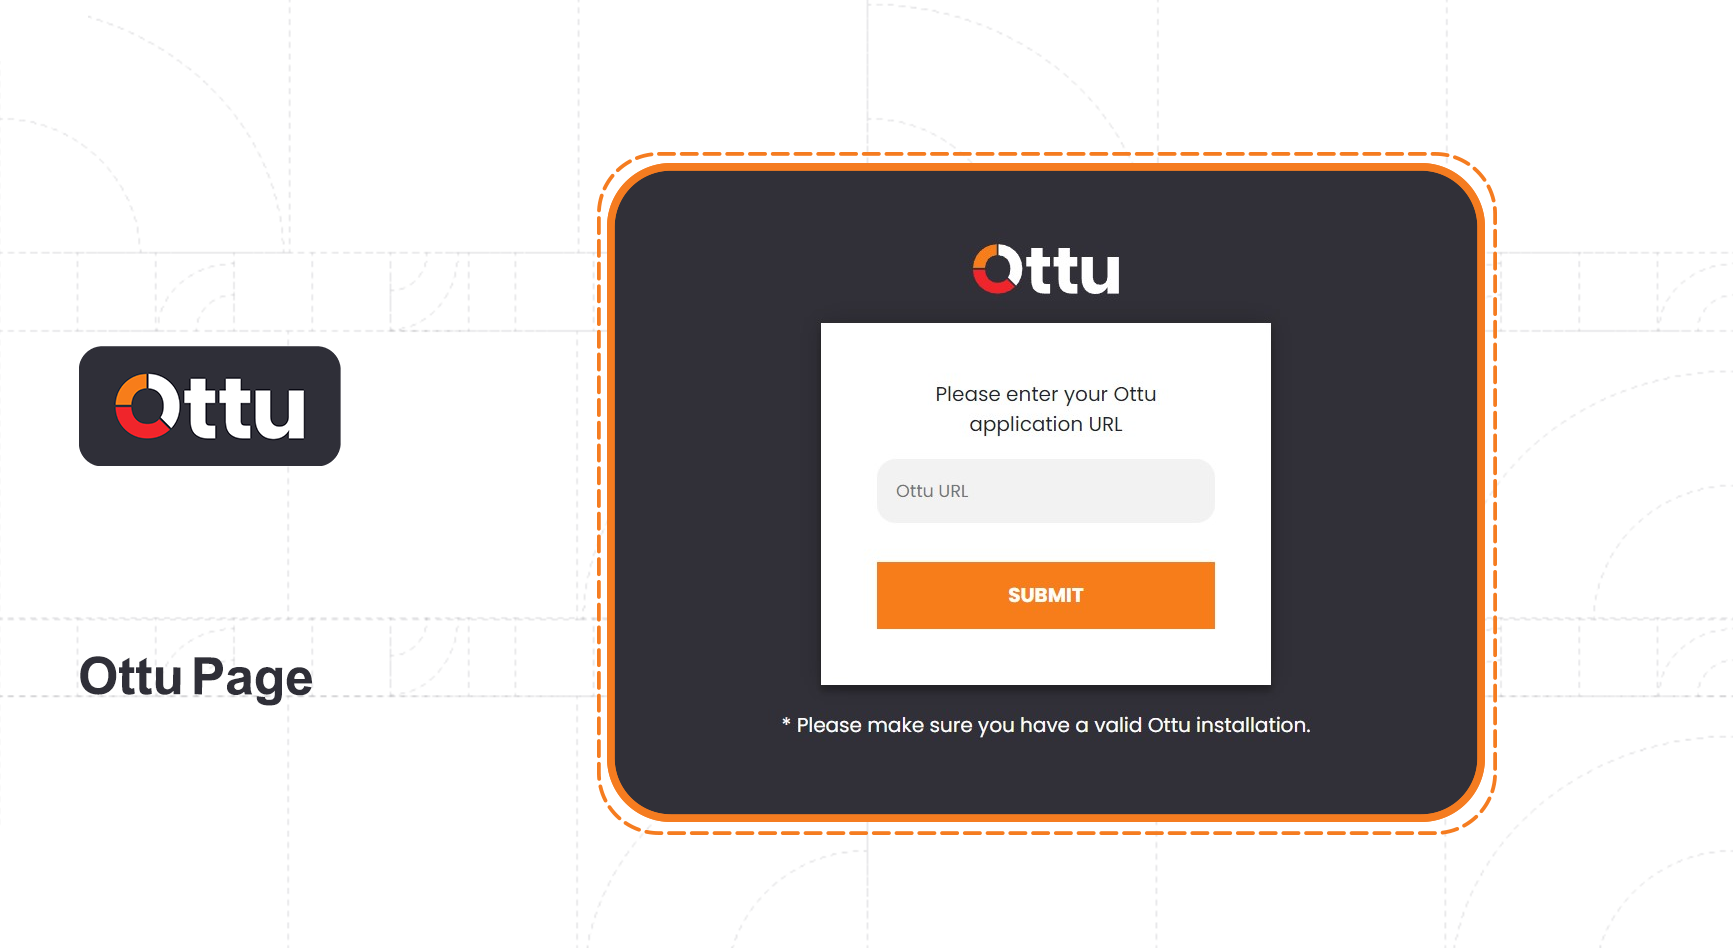 Ottu
Ottu Page
Ottu
Please enter your Ottu
application URL
Ottu URL
SUBMIT
* Please make sure you have a valid Ottu installation.